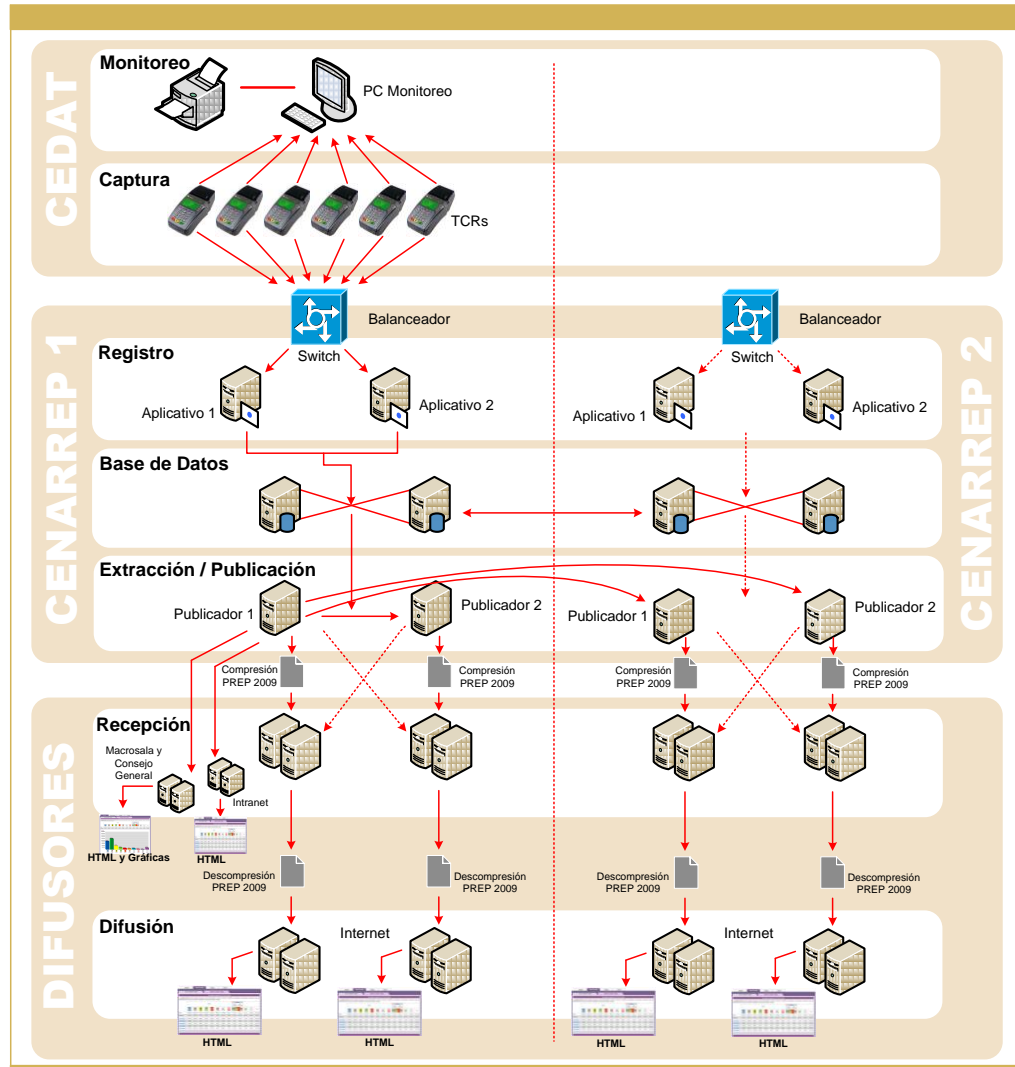 CEDAT
Monitoreo
PC Monitoreo
Captura
TCRs
CENARREP 1
CENARREP 2
Balanceador
Switch
Balanceador
Switch
Registro
Aplicativo 1
Aplicativo 2
Aplicativo 1
Aplicativo 2
Base de Datos
Extracción / Publicación
Publicador 1
Publicador 2
Publicador 1
Publicador 2
Compresión
PREP 2009
Compresión
PREP 2009
Compresión
PREP 2009
Compresión
PREP 2009
DIFUSORES
Recepción
Macrosala y
Consejo
General
Intranet
HTML y Gráficas
HTML
Descompresión
PREP 2009
Descompresión
PREP 2009
Descompresión
PREP 2009
Descompresión
PREP 2009
Difusión
Internet
Internet
HTML
HTML
HTML
HTML